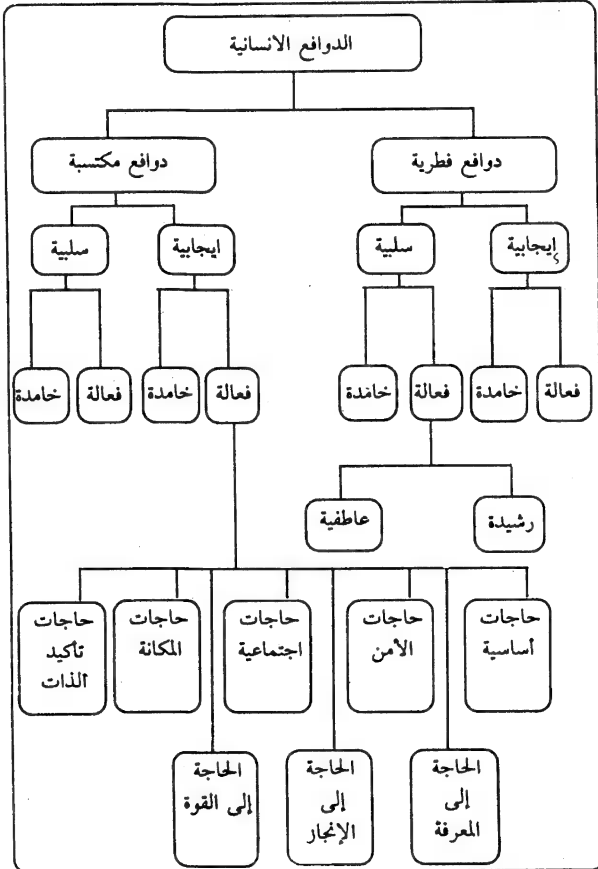 الدوافع الانسانية
دوافع فطرية
دوافع مكتسبة
إيجابية
سلبية
ايجابية
سلبية
فعالة
خامدة
فعالة
خامدة
فعالة
خامدة
فعالة
خامدة
رشيدة
عاطفية
حاجات
أساسية
حاجات
الأمن
حاجات
اجتماعية
حاجات
المكانة
حاجات
تأكيد
الذات
الحاجة
إلى
المعرفة
الحاجة
إلى
الإنجار
الحاجة
إلى القوة